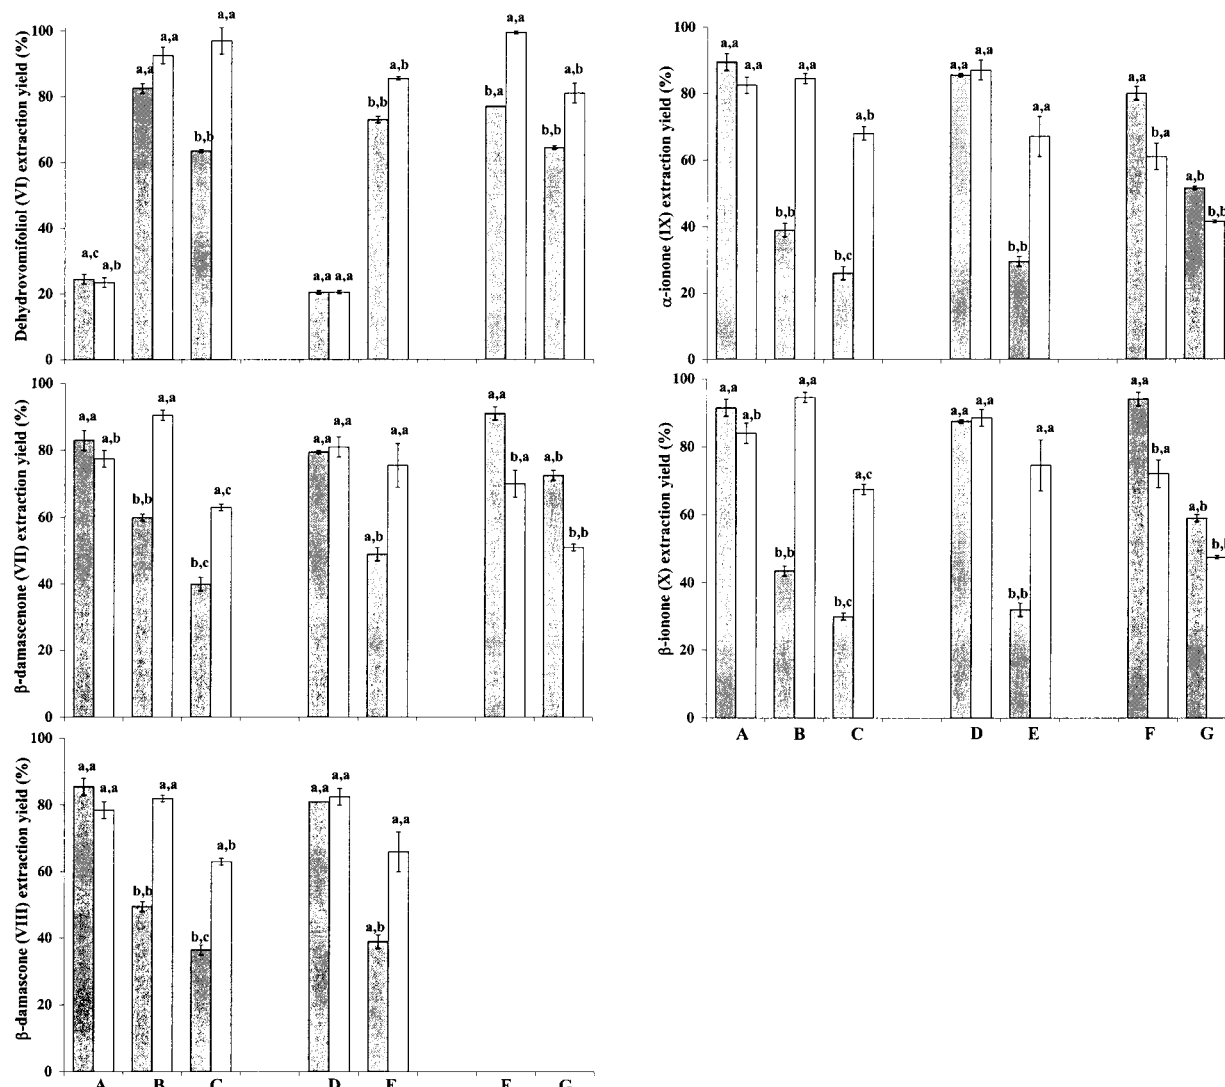 Dehydrovomifoliol (VI) extraction yield (%)
100
80
60
40
20
0
a,c
a,b
a,a
a,a
b,b
a,a
a,a
a,a
b,b
a,b
b,b
a,a
b,b
a,b
β-damascenone (VII) extraction yield (%)
100
80
60
40
20
0
a,a
a,b
b,b
a,a
b,c
a,c
a,a
a,a
a,b
a,a
a,a
b,a
a,b
b,b
β-damascone (VIII) extraction yield (%)
100
80
60
40
20
0
a,a
a,a
b,b
a,a
b,c
a,b
a,a
a,a
a,b
a,a
A B C D E F G
α-ionone (IX) extraction yield (%)
100
80
60
40
20
0
a,a
a,a
b,b
a,a
b,c
a,b
a,a
a,a
b,b
a,a
a,a
b,a
a,b
b,b
β-ionone (X) extraction yield (%)
100
80
60
40
20
0
a,a
a,b
b,b
a,a
b,c
a,c
a,a
a,a
b,b
a,a
a,a
b,a
a,b
A B C D E F G